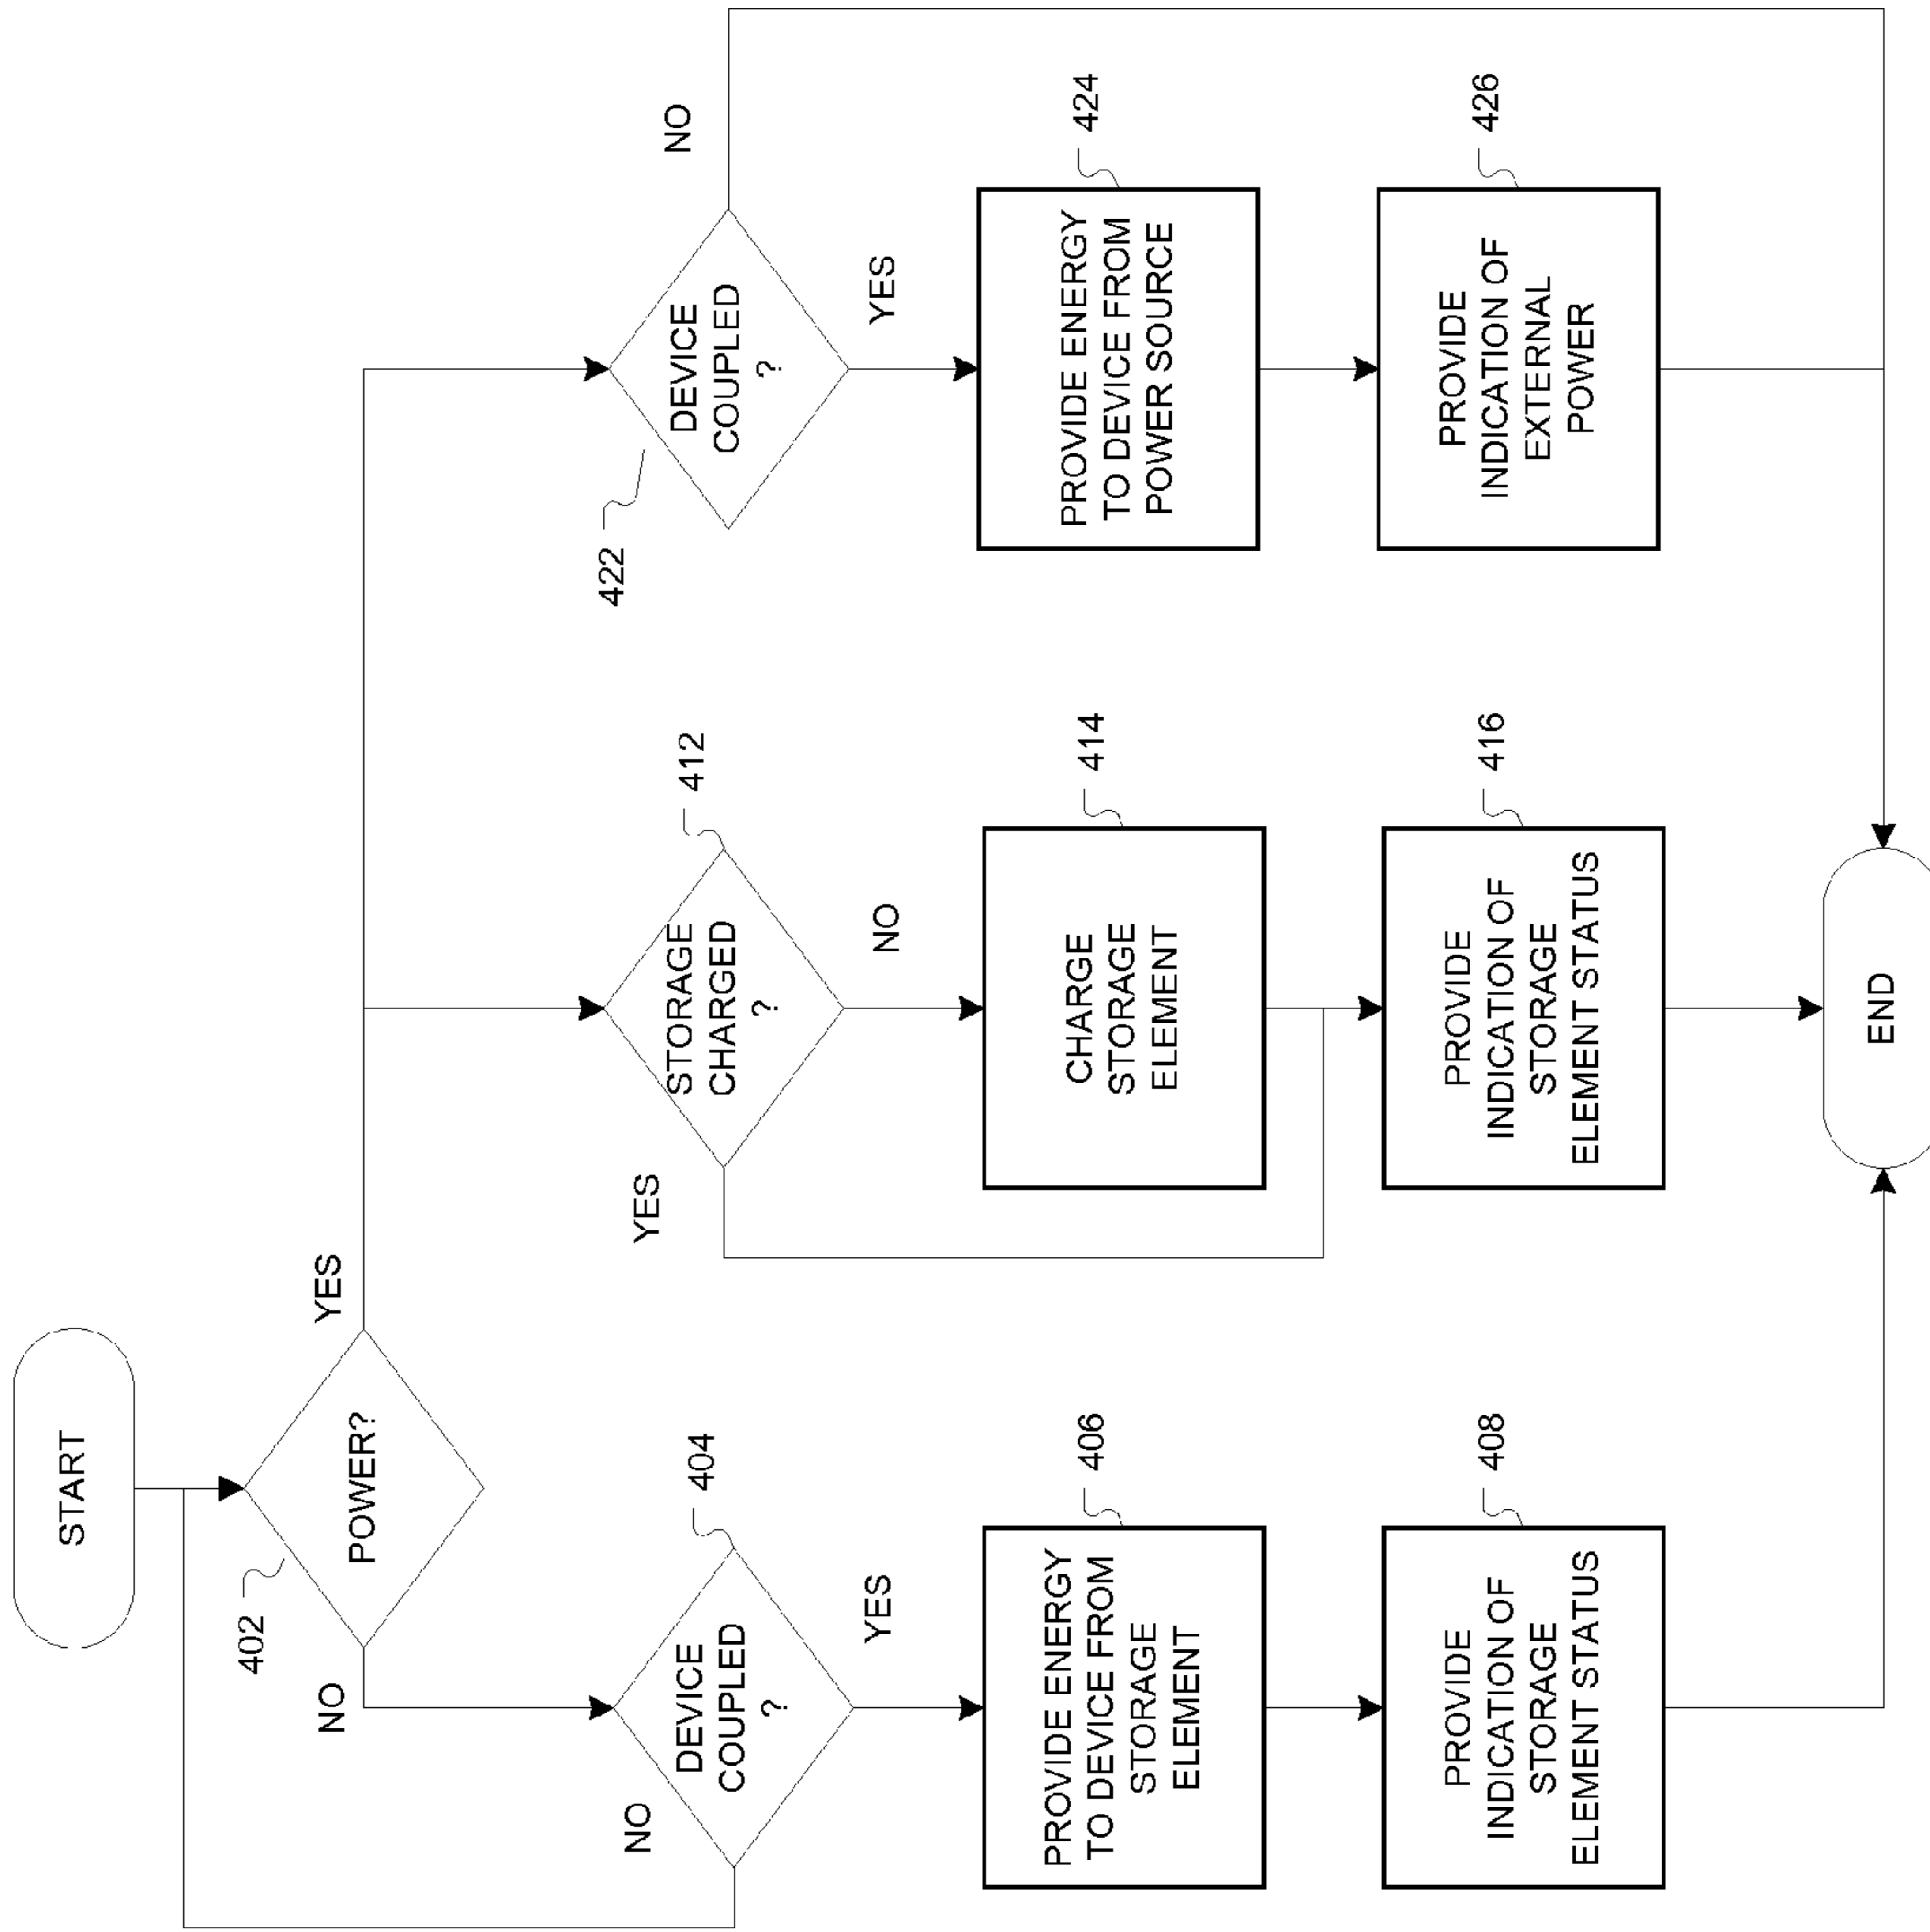 START
402
POWER?
NO
YES
404
DEVICE
COUPLED
?
NO
YES
406
PROVIDE ENERGY
TO DEVICE FROM
STORAGE
ELEMENT
408
PROVIDE
INDICATION OF
STORAGE
ELEMENT STATUS
412
STORAGE
CHARGED
?
YES
NO
414
CHARGE
STORAGE
ELEMENT
416
PROVIDE
INDICATION OF
STORAGE
ELEMENT STATUS
422
DEVICE
COUPLED
?
NO
YES
424
PROVIDE ENERGY
TO DEVICE FROM
POWER SOURCE
426
PROVIDE
INDICATION OF
EXTERNAL
POWER
END